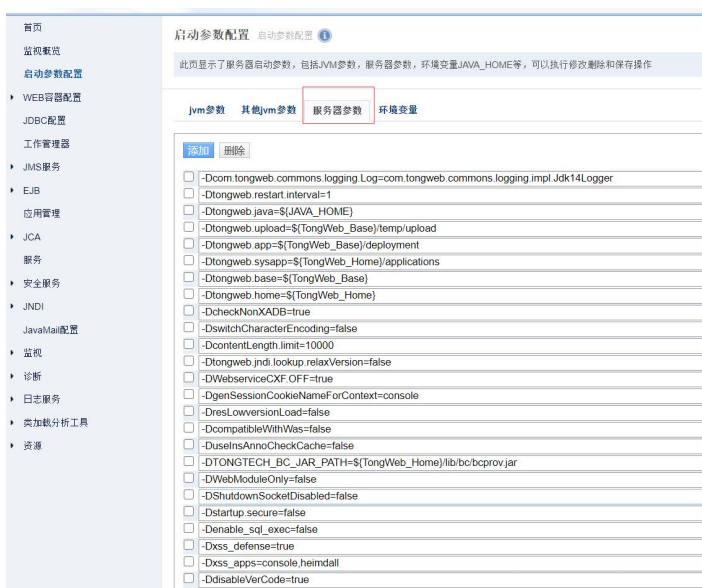 首页
监视概览
启动参数配置
WEB容器配置
JDBC配置
工作管理器
JMS服务
EJB
应用管理
JCA
服务
安全服务
JNDI
JavaMail配置
监视
诊断
日志服务
类加载分析工具
资源
启动参数配置 启动参数配置
此页显示了服务器启动参数，包括JVM参数，服务器参数，环境变量JAVA_HOME等，可以执行修改删除和保存操作
jvm参数 其他jvm参数 服务器参数 环境变量
添加 删除
-Dcom.tongweb.commons.logging.Log=com.tongweb.commons.logging.impl.Jdk14Logger
-Dtongweb.restart.interval=1
-Dtongweb.java=${JAVA_HOME}
-Dtongweb.upload=${TongWeb_Base}/temp/upload
-Dtongweb.app=${TongWeb_Base}/deployment
-Dtongweb.sysapp=${TongWeb_Home}/applications
-Dtongweb.base=${TongWeb_Base}
-Dtongweb.home=${TongWeb_Home}
-DcheckNonXADB=true
-DswitchCharacterEncoding=false
-DcontentLength.limit=10000
-Dtongweb.jndi.lookup.relaxVersion=false
-DWebserviceCXF.OFF=true
-DgenSessionCookieNameForContext=console
-DresLowversionLoad=false
-DcompatibleWithWas=false
-DuseInsAnnoCheckCache=false
-DTONGTECH_BC_JAR_PATH=${TongWeb_Home}/lib/bc/bcprov.jar
-DWebModuleOnly=false
-DShutdownSocketDisabled=false
-Dstartup.secure=false
-Denable_sql_exec=false
-Dxss_defense=true
-Dxss_apps=console,heimdall
-DdisableVerCode=true